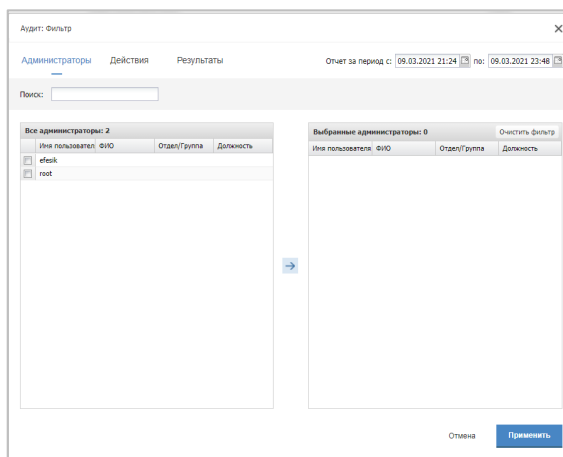 Аудит: Фильтр
Администраторы Действия Результаты Отчет за период с: 09.03.2021 21:24 по: 09.03.2021 23:48
Поиск:
Все администраторы: 2 Выбранные администраторы: 0 Очистить фильтр
Имя пользовател ФИО Отдел/Группа Должность Имя пользователя ФИО Отдел/Группа Должность
efesik
root
Отмена Применить